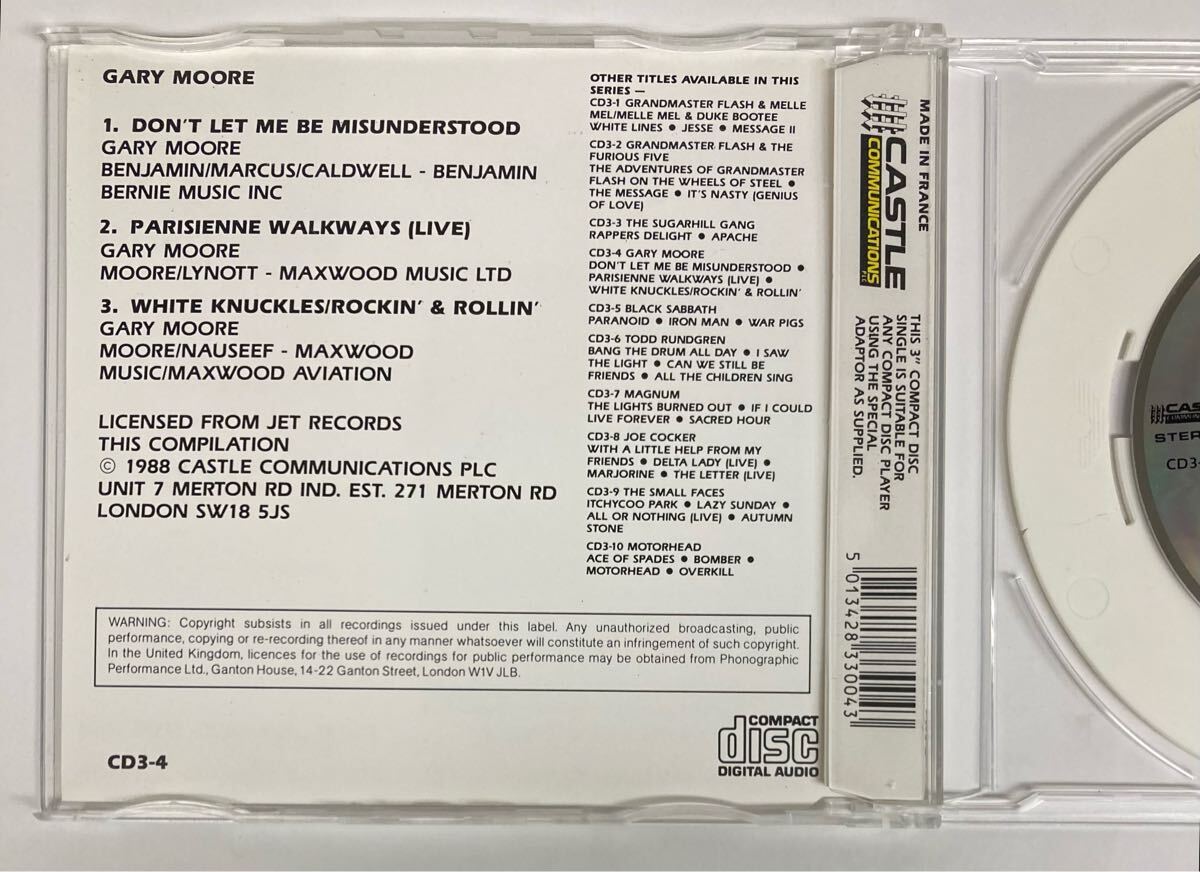 GARY MOORE
1. DON'T LET ME BE MISUNDERSTOOD
GARY MOORE
BENJAMIN/MARCUS/CALDWELL - BENJAMIN
BERNIE MUSIC INC
2. PARISIENNE WALKWAYS (LIVE)
GARY MOORE
MOORE/LYNOTT - MAXWOOD MUSIC LTD
3. WHITE KNUCKLES/ROCKIN' & ROLLIN'
GARY MOORE
MOORE/NAUSEEF - MAXWOOD
MUSIC/MAXWOOD AVIATION
LICENSED FROM JET RECORDS
THIS COMPILATION
© 1988 CASTLE COMMUNICATIONS PLC
UNIT 7 MERTON RD IND. EST. 271 MERTON RD
LONDON SW18 5JS
OTHER TITLES AVAILABLE IN THIS
SERIES —
CD3-1 GRANDMASTER FLASH & MELLE
MEL/MELLE MEL & DUKE BOOTEE
WHITE LINES • JESSE • MESSAGE II
CD3-2 GRANDMASTER FLASH & THE
FURIOUS FIVE
THE ADVENTURES OF GRANDMASTER
FLASH ON THE WHEELS OF STEEL •
THE MESSAGE • IT'S NASTY (GENIUS
OF LOVE)
CD3-3 THE SUGARHILL GANG
RAPPERS DELIGHT • APACHE
CD3-4 GARY MOORE
DON'T LET ME BE MISUNDERSTOOD •
PARISIENNE WALKWAYS (LIVE) •
WHITE KNUCKLES/ROCKIN' & ROLLIN'
CD3-5 BLACK SABBATH
PARANOID • IRON MAN • WAR PIGS
CD3-6 TODD RUNDGREN
BANG THE DRUM ALL DAY • I SAW
THE LIGHT • CAN WE STILL BE
FRIENDS • ALL THE CHILDREN SING
CD3-7 MAGNUM
THE LIGHTS BURNED OUT • IF I COULD
LIVE FOREVER • SACRED HOUR
CD3-8 JOE COCKER
WITH A LITTLE HELP FROM MY
FRIENDS • DELTA LADY (LIVE) •
MARJORINE • THE LETTER (LIVE)
CD3-9 THE SMALL FACES
ITCHYCOO PARK • LAZY SUNDAY •
ALL OR NOTHING (LIVE) • AUTUMN
STONE
CD3-10 MOTORHEAD
ACE OF SPADES • BOMBER •
MOTORHEAD • OVERKILL
WARNING: Copyright subsists in all recordings issued under this label. Any unauthorized broadcasting, public
performance, copying or re-recording thereof in any manner whatsoever will constitute an infringement of such copyright.
In the United Kingdom, licences for the use of recordings for public performance may be obtained from Phonographic
Performance Ltd., Ganton House, 14-22 Ganton Street, London W1V JLB.
CD3-4
COMPACT
disc
DIGITAL AUDIO
MADE IN FRANCE
CASTLE
COMMUNICATIONS
PLC
THIS 3" COMPACT DISC
SINGLE IS SUITABLE FOR
ANY COMPACT DISC PLAYER
USING THE SPECIAL
ADAPTOR AS SUPPLIED.
5 013428 330043
CAS
STER
CD3-